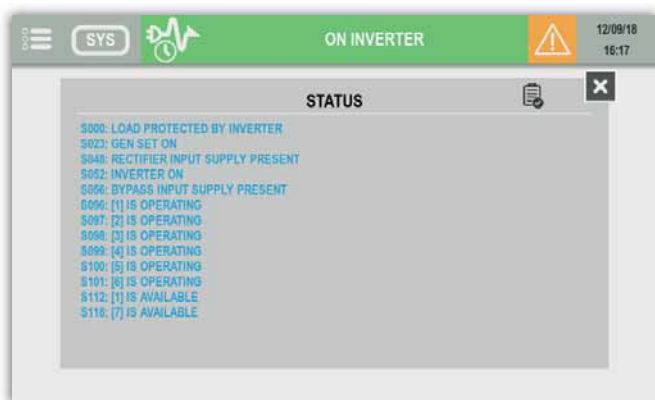 SYS
ON INVERTER
12/09/18
16:17
STATUS
S000: LOAD PROTECTED BY INVERTER
S023: GEN SET ON
S048: RECTIFIER INPUT SUPPLY PRESENT
S052: INVERTER ON
S056: BYPASS INPUT SUPPLY PRESENT
S096: [1] IS OPERATING
S097: [2] IS OPERATING
S098: [3] IS OPERATING
S099: [4] IS OPERATING
S100: [5] IS OPERATING
S101: [6] IS OPERATING
S112: [1] IS AVAILABLE
S118: [7] IS AVAILABLE